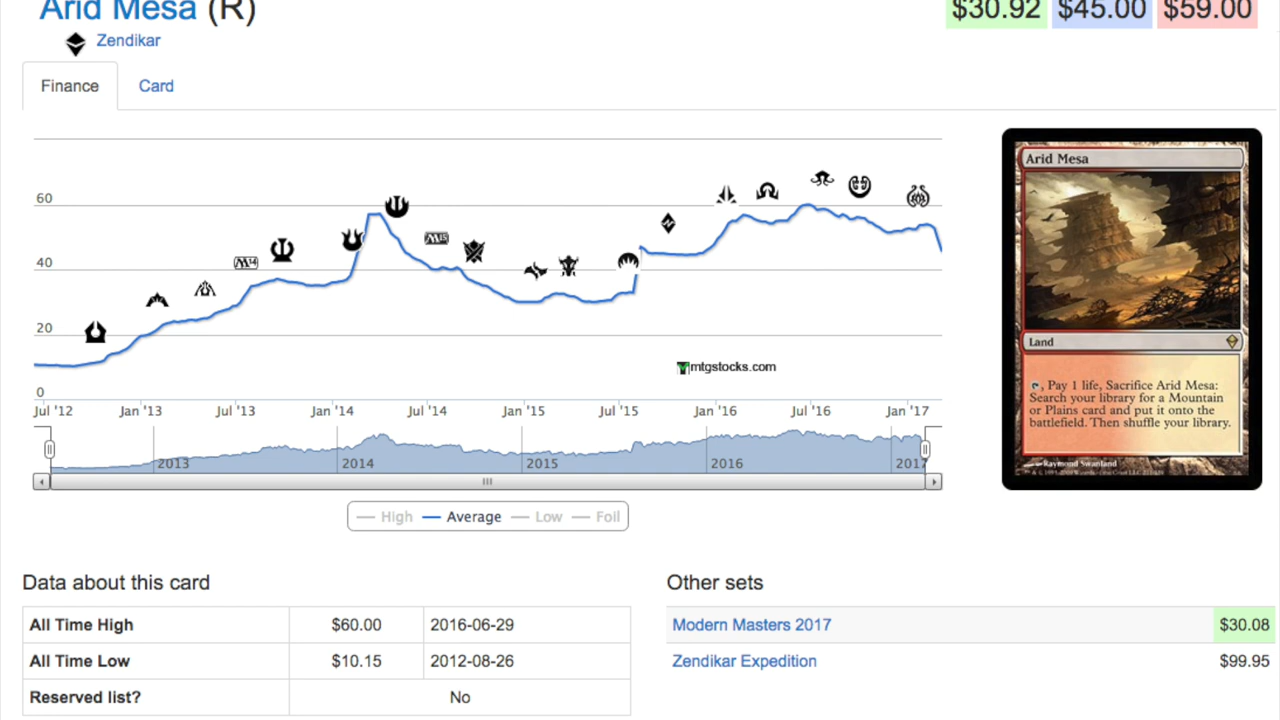 Arid Mesa (R)
$30.92 $45.00 $59.00
Zendikar
Finance Card
60
40
20
0
mtgstocks.com
Jul '12 Jan '13 Jul '13 Jan '14 Jul '14 Jan '15 Jul '15 Jan '16 Jul '16 Jan '17
2013 2014 2015 2016 2017
High Average Low Foil
Arid Mesa
Land
, Pay 1 life, Sacrifice Arid Mesa:
Search your library for a Mountain
or Plains card and put it onto the
battlefield. Then shuffle your library.
Raymond Swanland
Data about this card
All Time High $60.00 2016-06-29
All Time Low $10.15 2012-08-26
Reserved list? No
Other sets
Modern Masters 2017 $30.08
Zendikar Expedition $99.95